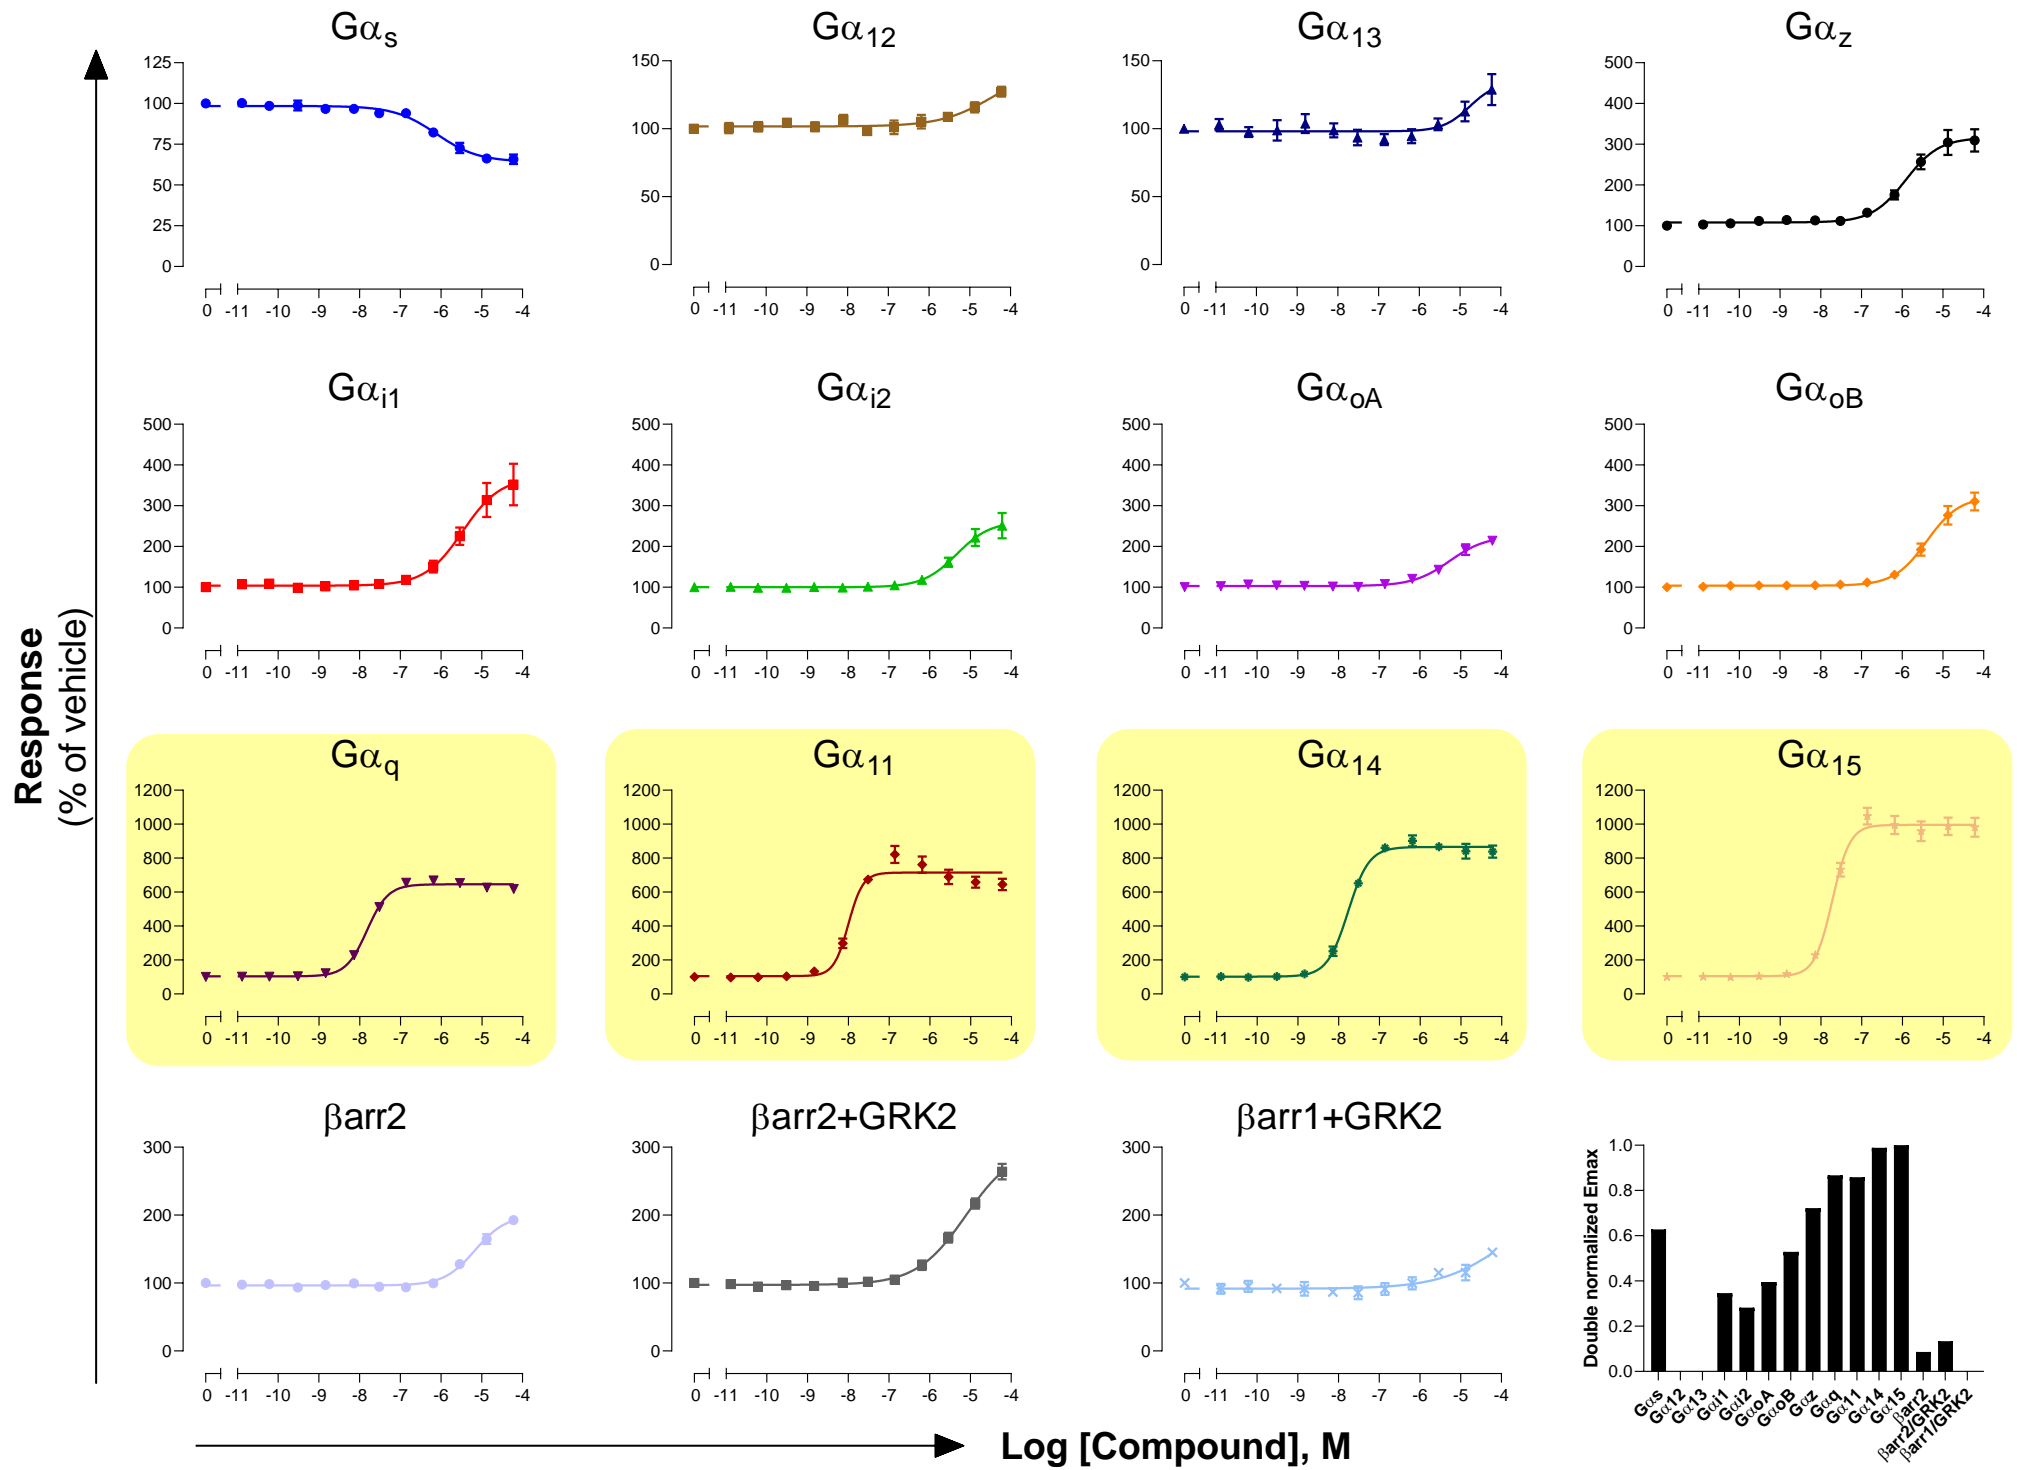 Gαs
Gα12
Gα13
Gαz
125
100
75
50
25
0
0 -11 -10 -9 -8 -7 -6 -5 -4
150
100
50
0
0 -11 -10 -9 -8 -7 -6 -5 -4
150
100
50
0
0 -11 -10 -9 -8 -7 -6 -5 -4
500
400
300
200
100
0
0 -11 -10 -9 -8 -7 -6 -5 -4
Gαi1
Gαi2
GαoA
GαoB
500
400
300
200
100
0
0 -11 -10 -9 -8 -7 -6 -5 -4
500
400
300
200
100
0
0 -11 -10 -9 -8 -7 -6 -5 -4
500
400
300
200
100
0
0 -11 -10 -9 -8 -7 -6 -5 -4
500
400
300
200
100
0
0 -11 -10 -9 -8 -7 -6 -5 -4
Response
(% of vehicle)
Gαq
Gα11
Gα14
Gα15
1200
1000
800
600
400
200
0
0 -11 -10 -9 -8 -7 -6 -5 -4
1200
1000
800
600
400
200
0
0 -11 -10 -9 -8 -7 -6 -5 -4
1200
1000
800
600
400
200
0
0 -11 -10 -9 -8 -7 -6 -5 -4
1200
1000
800
600
400
200
0
0 -11 -10 -9 -8 -7 -6 -5 -4
βarr2
βarr2+GRK2
βarr1+GRK2
300
200
100
0
0 -11 -10 -9 -8 -7 -6 -5 -4
300
200
100
0
0 -11 -10 -9 -8 -7 -6 -5 -4
300
200
100
0
0 -11 -10 -9 -8 -7 -6 -5 -4
Double normalized Emax
1.0
0.8
0.6
0.4
0.2
0.0
Gαs
Gα12
Gα13
Gαi1
Gαi2
GαoA
GαoB
Gαz
Gαq
Gα11
Gα14
Gα15
βarr2
βarr2/GRK2
βarr1/GRK2
Log [Compound], M